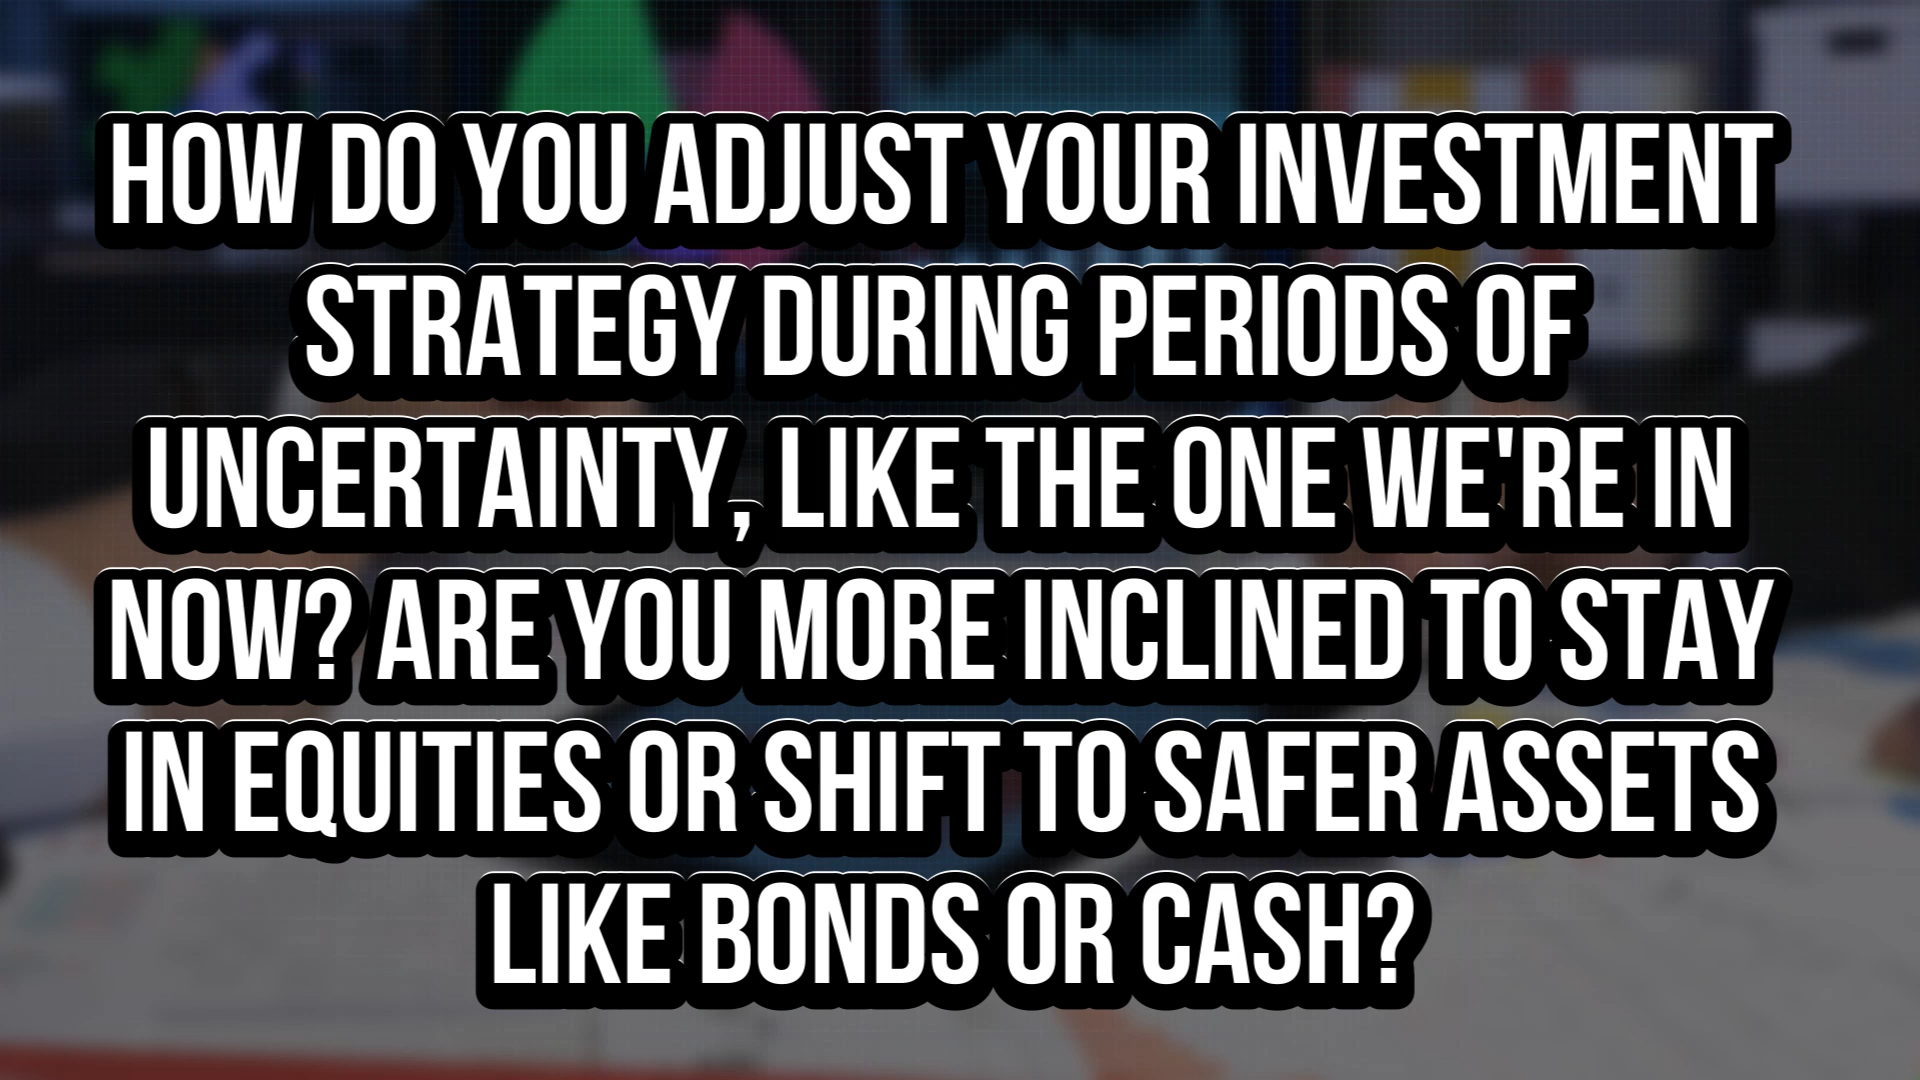 HOW DO YOU ADJUST YOUR INVESTMENT
STRATEGY DURING PERIODS OF
UNCERTAINTY, LIKE THE ONE WE'RE IN
NOW? ARE YOU MORE INCLINED TO STAY
IN EQUITIES OR SHIFT TO SAFER ASSETS
LIKE BONDS OR CASH?